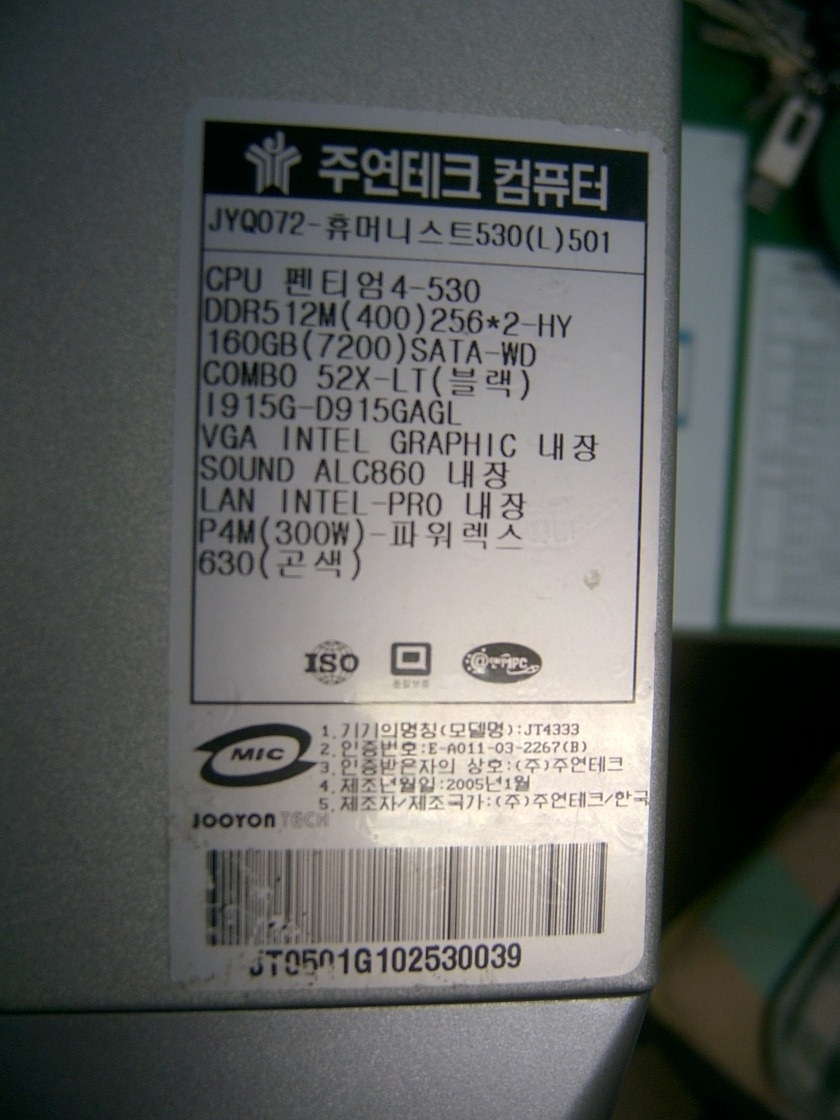 주연테크 컴퓨터
JYQ072-휴머니스트530(L)501
CPU 펜티엄4-530
DDR512M(400)256*2-HY
160GB(7200)SATA-WD
COMBO 52X-LT(블랙)
I915G-D915GAGL
VGA INTEL GRAPHIC 내장
SOUND ALC860 내장
LAN INTEL-PRO 내장
P4M(300W)-파워렉스
630(곤색)
ISO
품질보증
MIC
1. 기기의명칭(모델명):JT4333
2. 인증번호:E-A011-03-2267(B)
3. 인증받은자의 상호:(주)주연테크
4. 제조년월일:2005년1월
5. 제조자/제조국가:(주)주연테크/한국
JOOYON TECH
JT0501G102530039